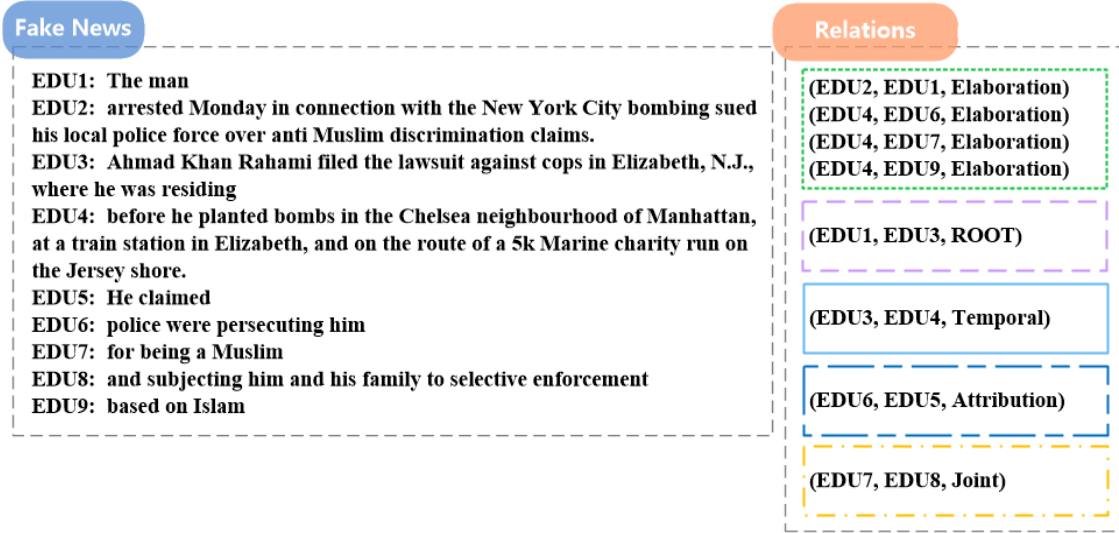 Fake News
EDU1: The man
EDU2: arrested Monday in connection with the New York City bombing sued
his local police force over anti Muslim discrimination claims.
EDU3: Ahmad Khan Rahami filed the lawsuit against cops in Elizabeth, N.J.,
where he was residing
EDU4: before he planted bombs in the Chelsea neighbourhood of Manhattan,
at a train station in Elizabeth, and on the route of a 5k Marine charity run on
the Jersey shore.
EDU5: He claimed
EDU6: police were persecuting him
EDU7: for being a Muslim
EDU8: and subjecting him and his family to selective enforcement
EDU9: based on Islam
Relations
(EDU2, EDU1, Elaboration)
(EDU4, EDU6, Elaboration)
(EDU4, EDU7, Elaboration)
(EDU4, EDU9, Elaboration)
(EDU1, EDU3, ROOT)
(EDU3, EDU4, Temporal)
(EDU6, EDU5, Attribution)
(EDU7, EDU8, Joint)